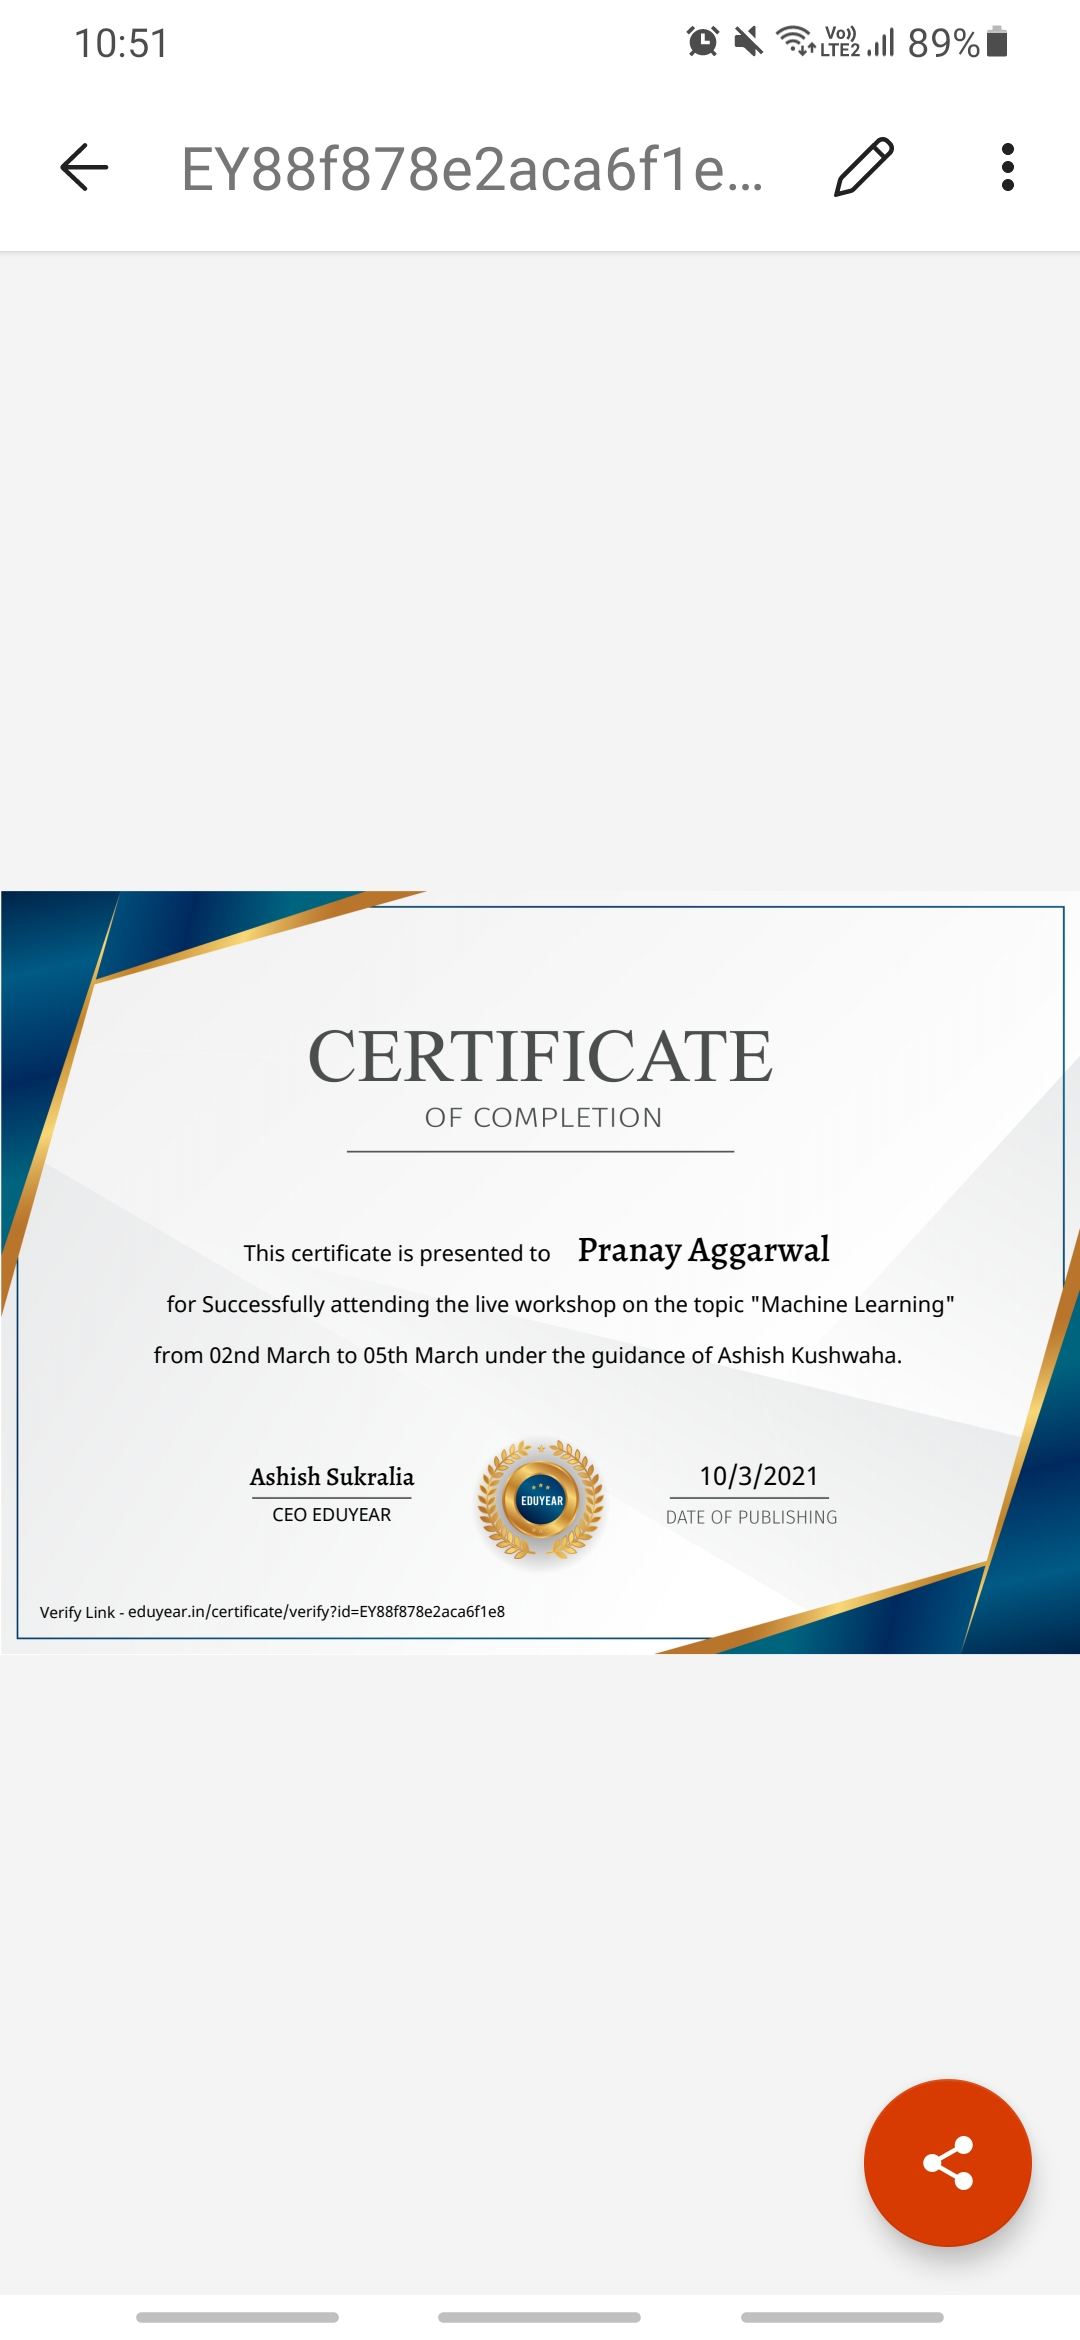 10:51
Vo))
LTE2
89%
EY88f878e2aca6f1e...
CERTIFICATE
OF COMPLETION
This certificate is presented to Pranay Aggarwal
for Successfully attending the live workshop on the topic "Machine Learning"
from 02nd March to 05th March under the guidance of Ashish Kushwaha.
Ashish Sukralia
CEO EDUYEAR
EDUYEAR
10/3/2021
DATE OF PUBLISHING
Verify Link - eduyear.in/certificate/verify?id=EY88f878e2aca6f1e8